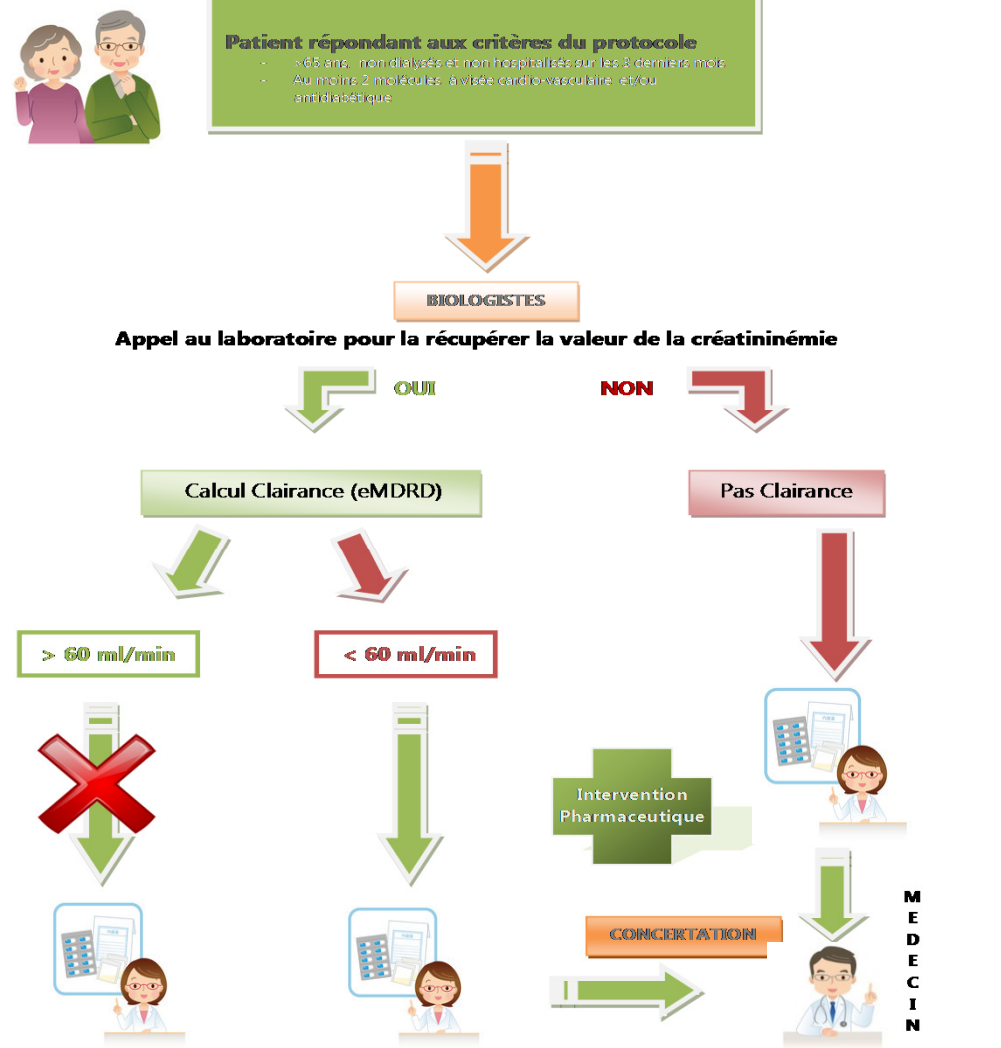 Patient répondant aux critères du protocole
- >65 ans, non dialysés et non hospitalisés sur les 3 derniers mois
- Au moins 2 molécules à visée cardio-vasculaire et/ou
antidiabétique
BIOLOGISTES
Appel au laboratoire pour la récupérer la valeur de la créatininémie
OUI
NON
Calcul Clairance (eMDRD)
Pas Clairance
> 60 ml/min
< 60 ml/min
Intervention
Pharmaceutique
CONCERTATION
MEDECIN